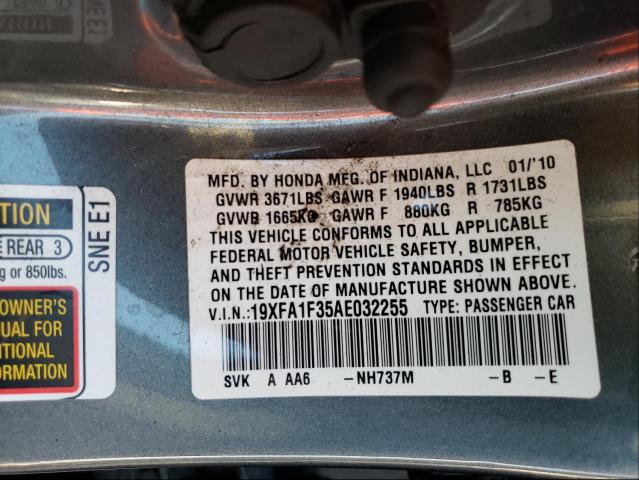 MFD. BY HONDA MFG. OF INDIANA, LLC 01/'10
GVWR 3671LBS GAWR F 1940LBS R 1731LBS
GVWR 1665KG GAWR F 880KG R 785KG
THIS VEHICLE CONFORMS TO ALL APPLICABLE
FEDERAL MOTOR VEHICLE SAFETY, BUMPER,
AND THEFT PREVENTION STANDARDS IN EFFECT
ON THE DATE OF MANUFACTURE SHOWN ABOVE.
V.I.N.:19XFA1F35AE032255 TYPE: PASSENGER CAR
SVK A AA6 -NH737M -B -E
TION
REAR 3
g or 850lbs.
SNE E1
OWNER'S
UAL FOR
ITIONAL
FORMATION